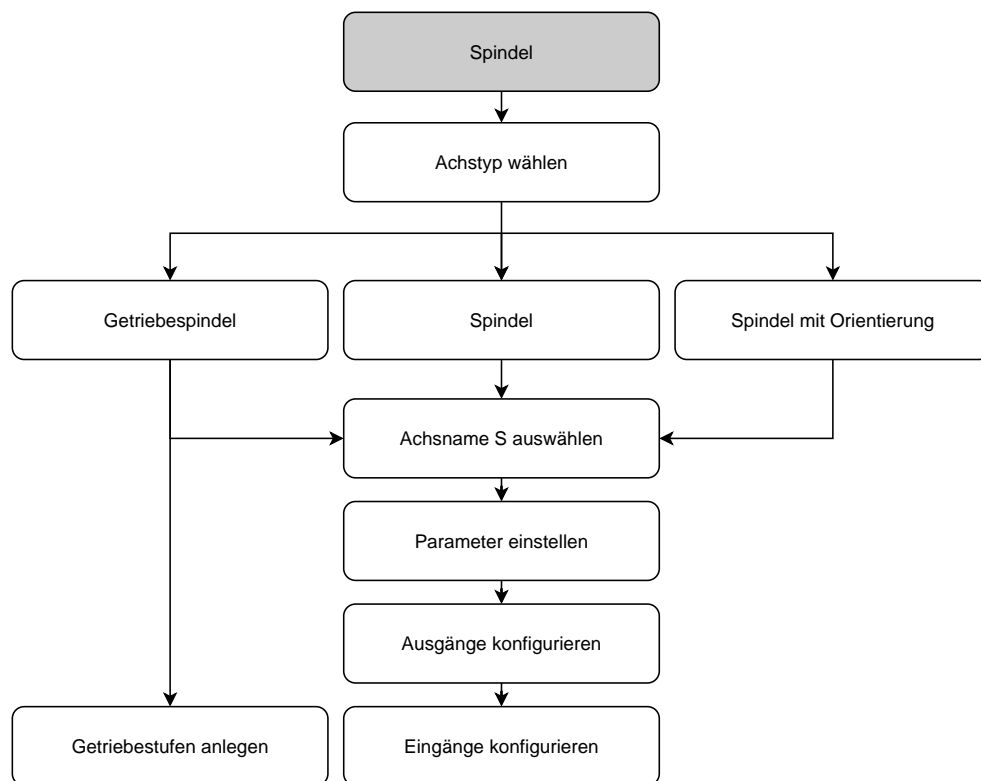 Spindel
Achstyp wählen
Getriebespindel
Spindel
Spindel mit Orientierung
Achsname S auswählen
Parameter einstellen
Ausgänge konfigurieren
Getriebestufen anlegen
Eingänge konfigurieren